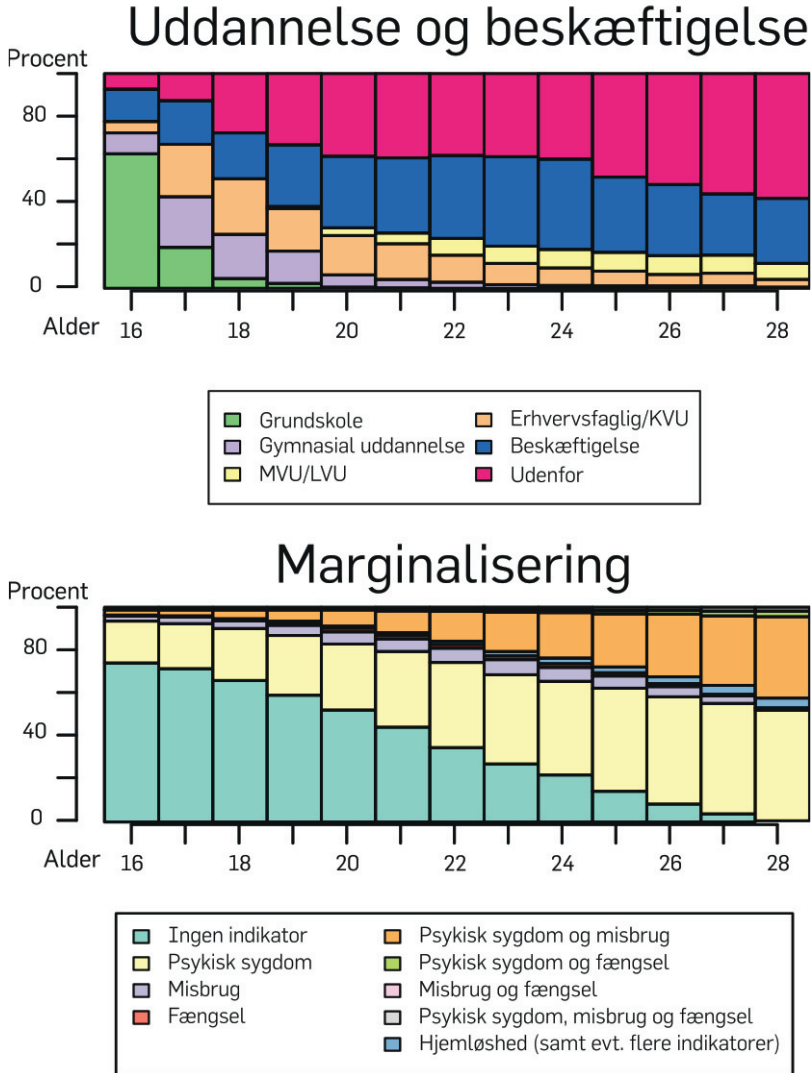 Uddannelse og beskæftigelse
Procent
80
40
0
Alder 16 18 20 22 24 26 28
Grundskole
Gymnasial uddannelse
MVU/LVU
Erhvervsfaglig/KVU
Beskæftigelse
Udenfor
Marginalisering
Procent
80
40
0
Alder 16 18 20 22 24 26 28
Ingen indikator
Psykisk sygdom
Misbrug
Fængsel
Psykisk sygdom og misbrug
Psykisk sygdom og fængsel
Misbrug og fængsel
Psykisk sygdom, misbrug og fængsel
Hjemløshed (samt evt. flere indikatorer)